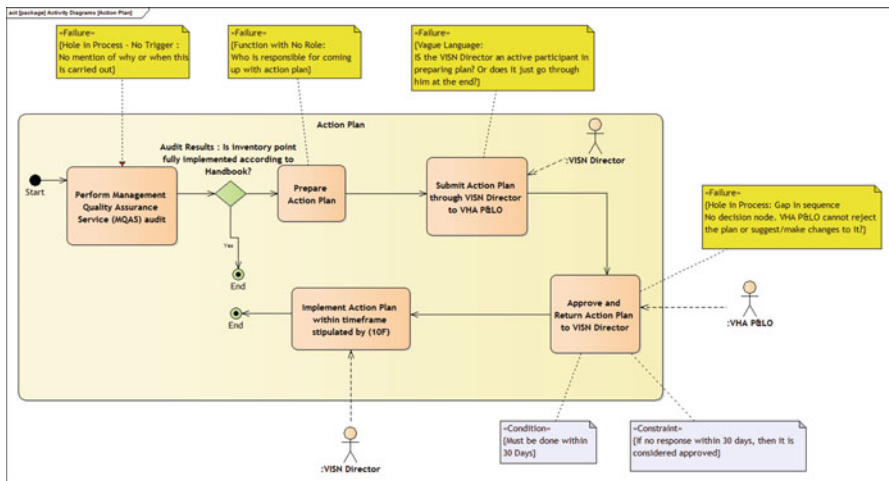 act [package] Activity Diagrams [Action Plan]
«Failure»
{Hole in Process - No Trigger :
No mention of why or when this
is carried out}
«Failure»
{Function with No Role:
Who is responsible for coming
up with action plan}
«Failure»
{Vague Language:
IS the VISN Director an active participant in
preparing plan? Or does it just go through
him at the end?}
Action Plan
Audit Results : Is inventory point
fully implemented according to
Handbook?
:VISN Director
Start
Perform Management
Quality Assurance
Service (MQAS) audit
Prepare
Action Plan
Submit Action Plan
through VISN Director
to VHA P&LO
«Failure»
{Hole in Process: Gap in sequence
No decision node. VHA P&LO cannot reject
the plan or suggest/make changes to it?}
Yes
End
End
Implement Action Plan
within timeframe
stipulated by (10F)
Approve and
Return Action Plan
to VISN Director
:VHA P&LO
:VISN Director
«Condition»
{Must be done within
30 Days}
«Constraint»
{If no response within 30 days, then it is
considered approved}